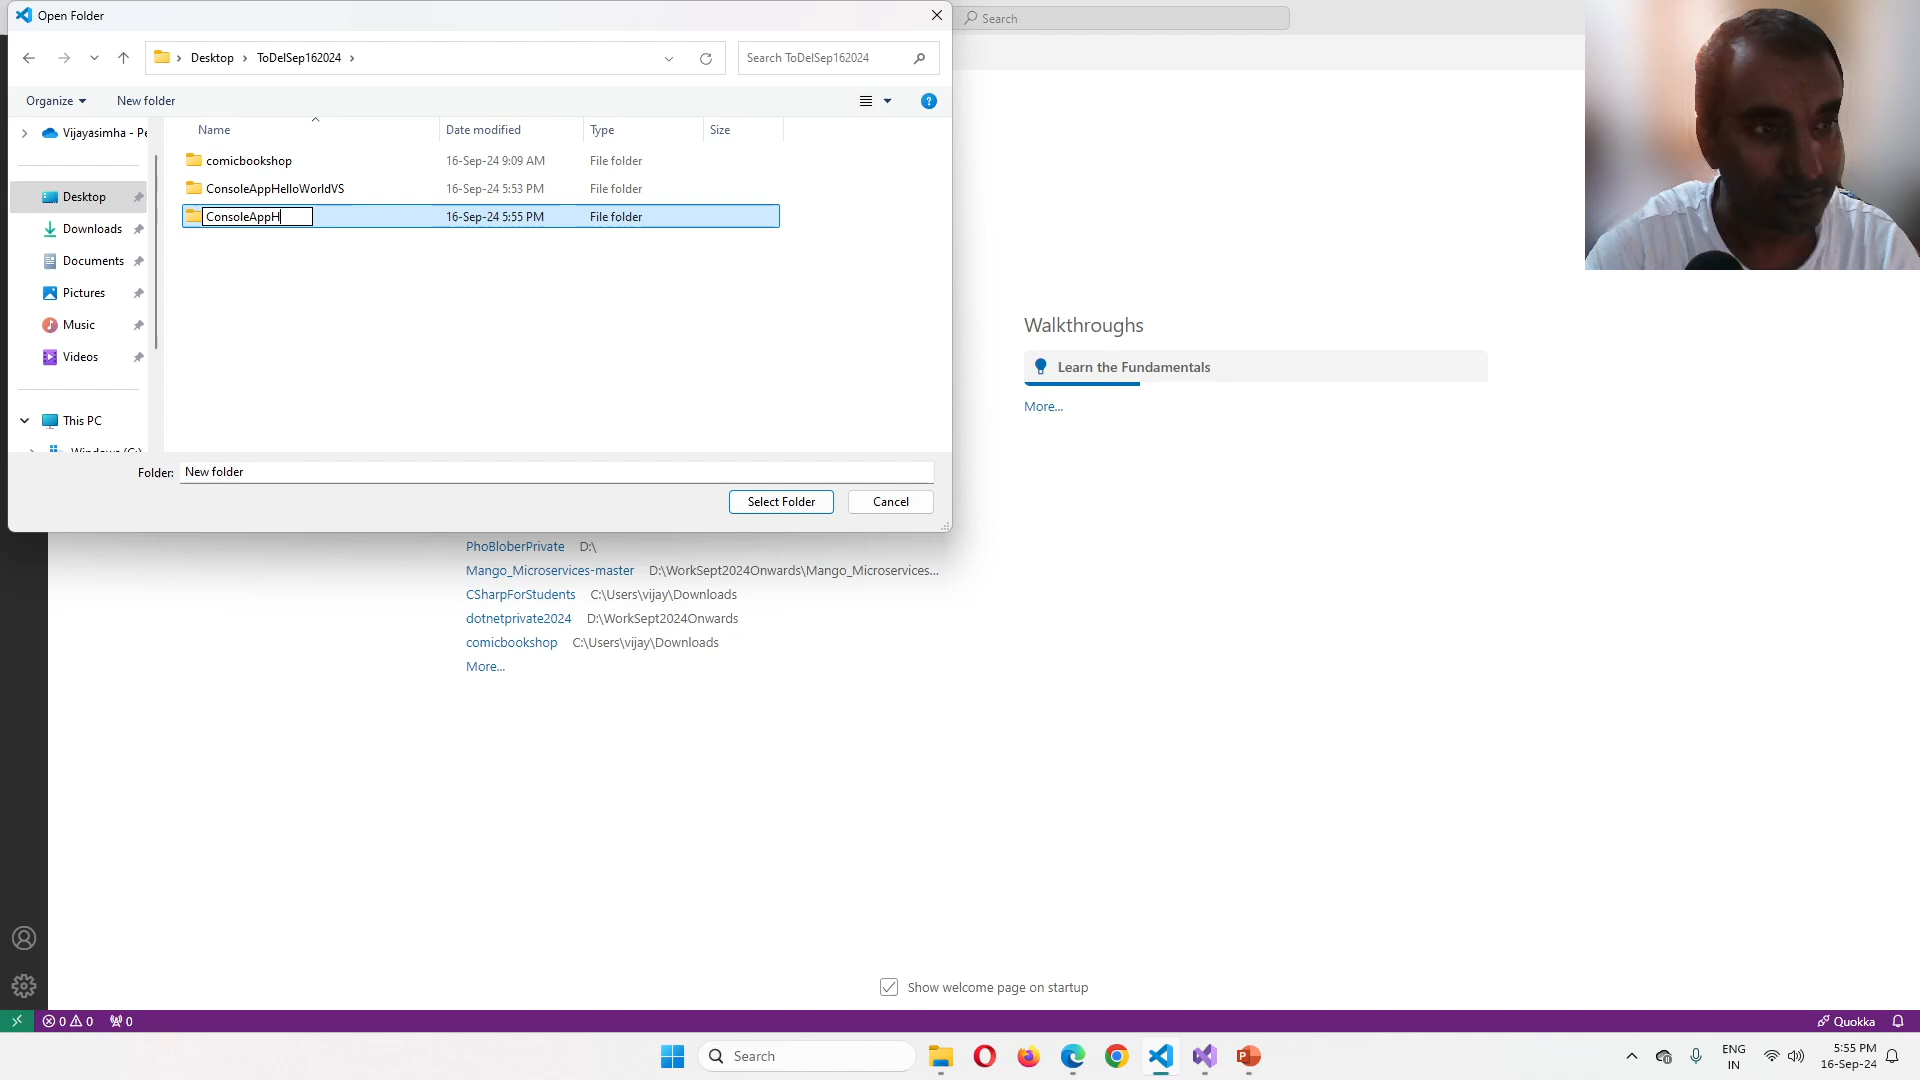 Open Folder
Search
Desktop
ToDelSep162024
Search ToDelSep162024
Organize
New folder
Vijayasimha - Pe
Name
Date modified
Type
Size
comicbookshop
16-Sep-24 9:09 AM
File folder
ConsoleAppHelloWorldVS
16-Sep-24 5:53 PM
File folder
ConsoleAppH
16-Sep-24 5:55 PM
File folder
Desktop
Downloads
Documents
Pictures
Music
Videos
This PC
Windows (C:)
Folder:
New folder
Select Folder
Cancel
Walkthroughs
Learn the Fundamentals
More...
PhoBloberPrivate D:\
Mango_Microservices-master D:\WorkSept2024Onwards\Mango_Microservices...
CSharpForStudents C:\Users\vijay\Downloads
dotnetprivate2024 D:\WorkSept2024Onwards
comicbookshop C:\Users\vijay\Downloads
More...
Show welcome page on startup
0 0 0
Quokka
Search
ENG
IN
5:55 PM
16-Sep-24